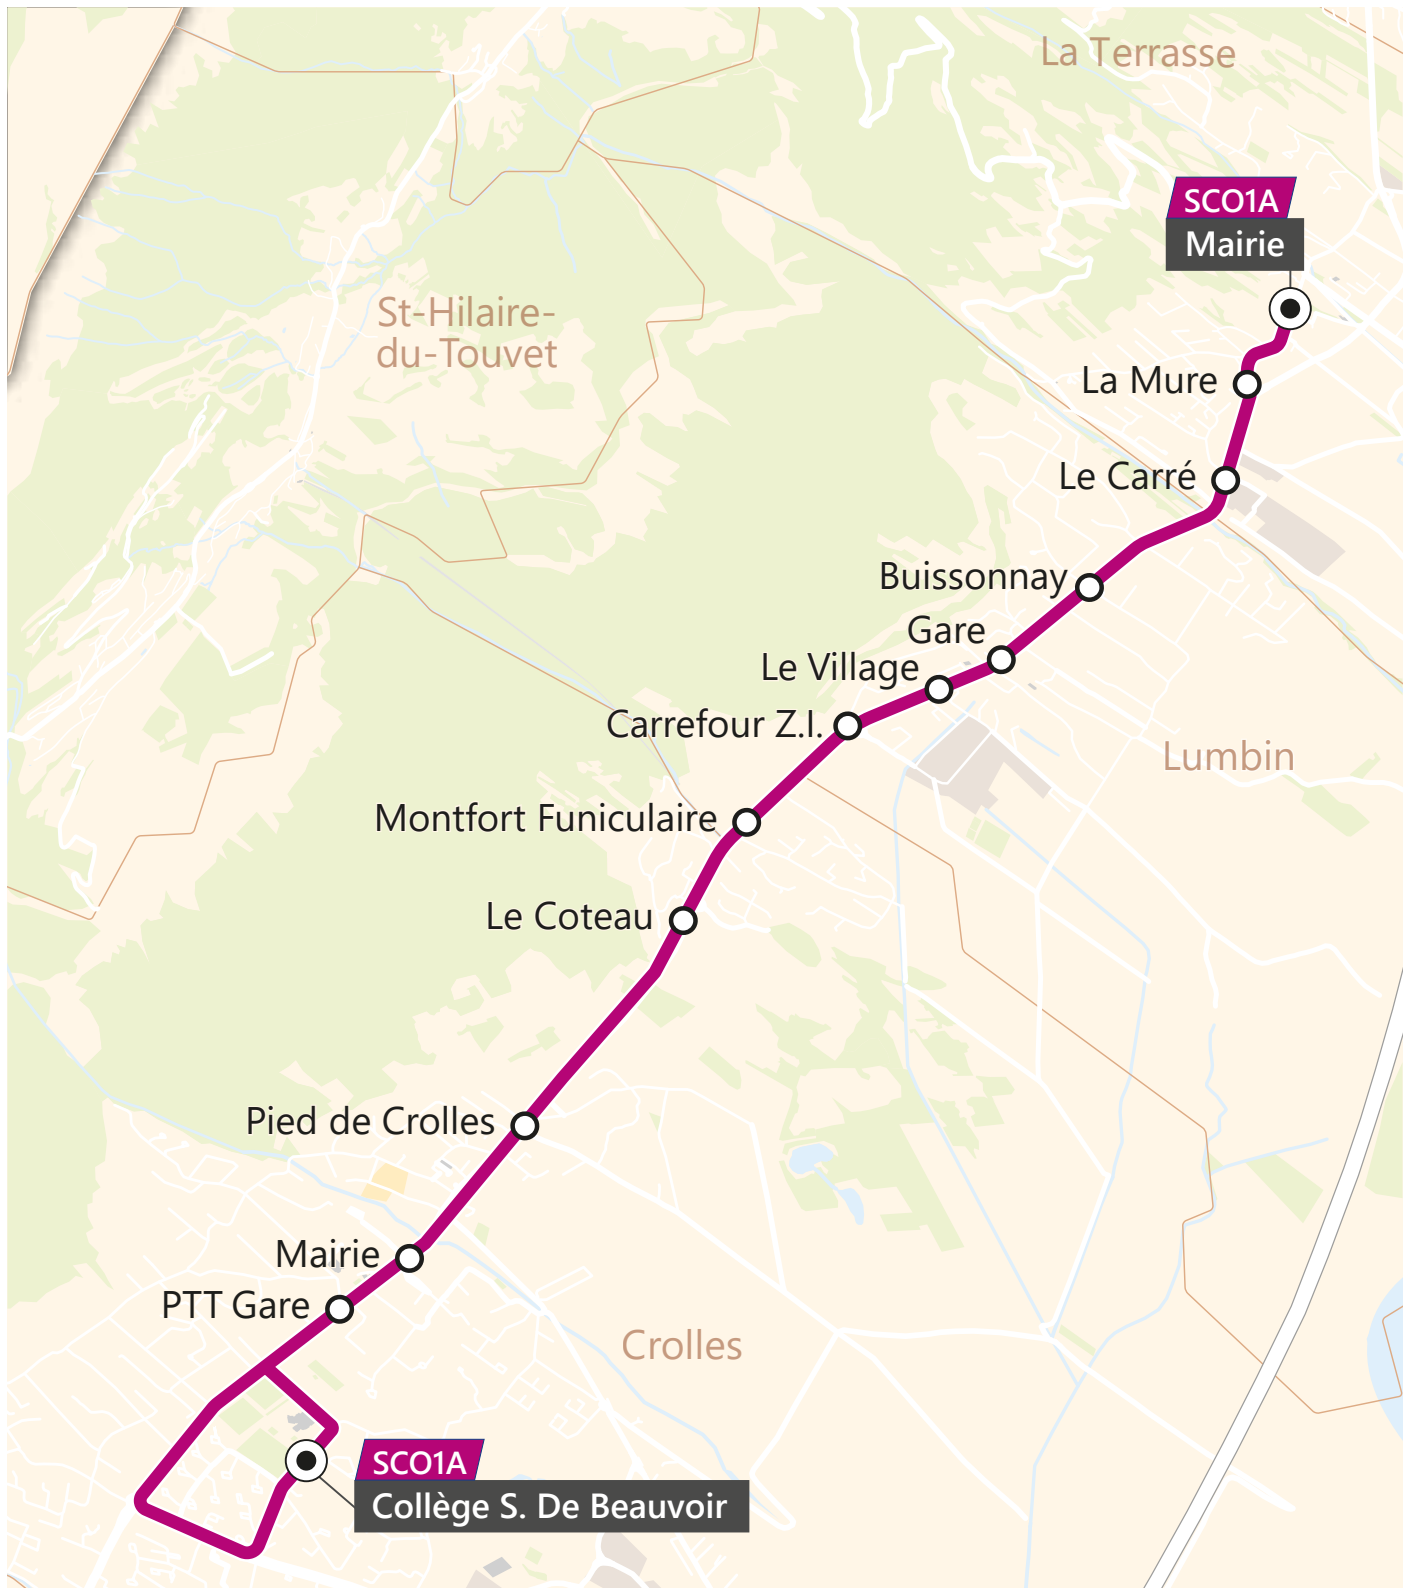 La Terrasse
SCO1A
Mairie
St-Hilaire-
du-Touvet
La Mure
Le Carré
Buissonnay
Gare
Le Village
Carrefour Z.I.
Lumbin
Montfort Funiculaire
Le Coteau
Pied de Crolles
Mairie
PTT Gare
Crolles
SCO1A
Collège S. De Beauvoir